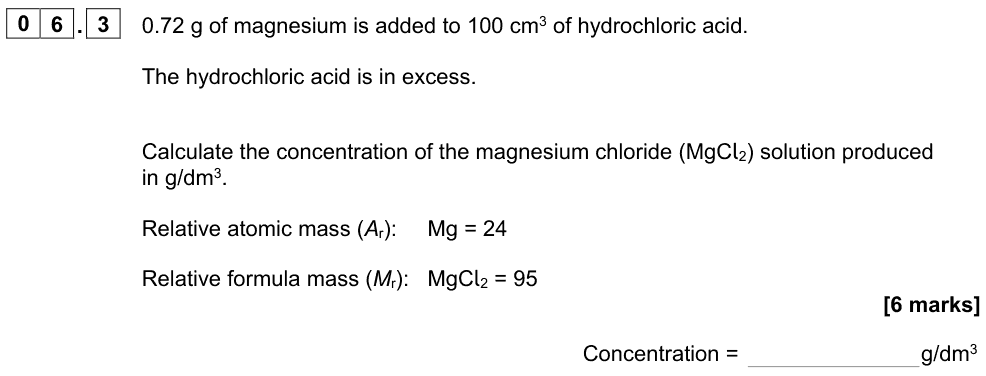 06.3 0.72 g of magnesium is added to 100 cm³ of hydrochloric acid.
The hydrochloric acid is in excess.
Calculate the concentration of the magnesium chloride (MgCl₂) solution produced
in g/dm³.
Relative atomic mass (Aᵣ): Mg = 24
Relative formula mass (Mᵣ): MgCl₂ = 95
[6 marks]
Concentration = ____________ g/dm³